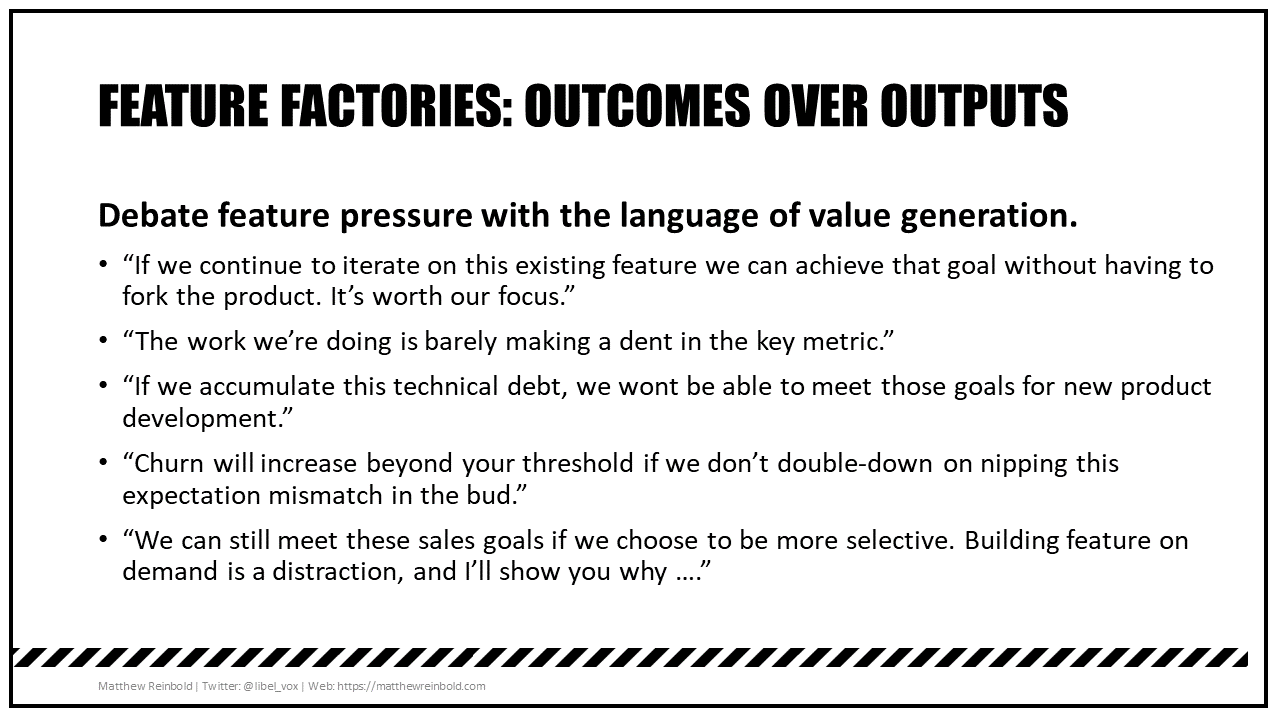 FEATURE FACTORIES: OUTCOMES OVER OUTPUTS
Debate feature pressure with the language of value generation.
• “If we continue to iterate on this existing feature we can achieve that goal without having to
fork the product. It’s worth our focus.”
• “The work we’re doing is barely making a dent in the key metric.”
• “If we accumulate this technical debt, we wont be able to meet those goals for new product
development.”
• “Churn will increase beyond your threshold if we don’t double-down on nipping this
expectation mismatch in the bud.”
• “We can still meet these sales goals if we choose to be more selective. Building feature on
demand is a distraction, and I’ll show you why ….”
Matthew Reinbold | Twitter: @libel_vox | Web: https://matthewreinbold.com